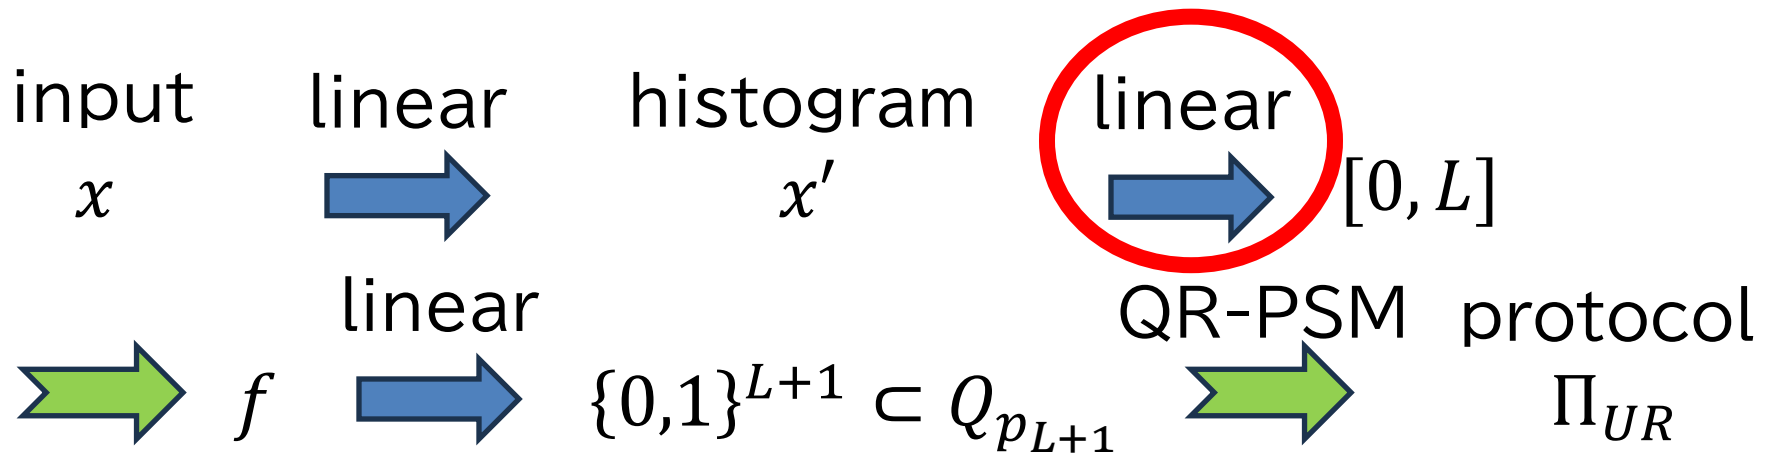 input linear histogram linear
x x′ [0, L]
linear QR-PSM protocol
f {0,1}^{L+1} ⊂ Q_{p_{L+1}} Π_{UR}